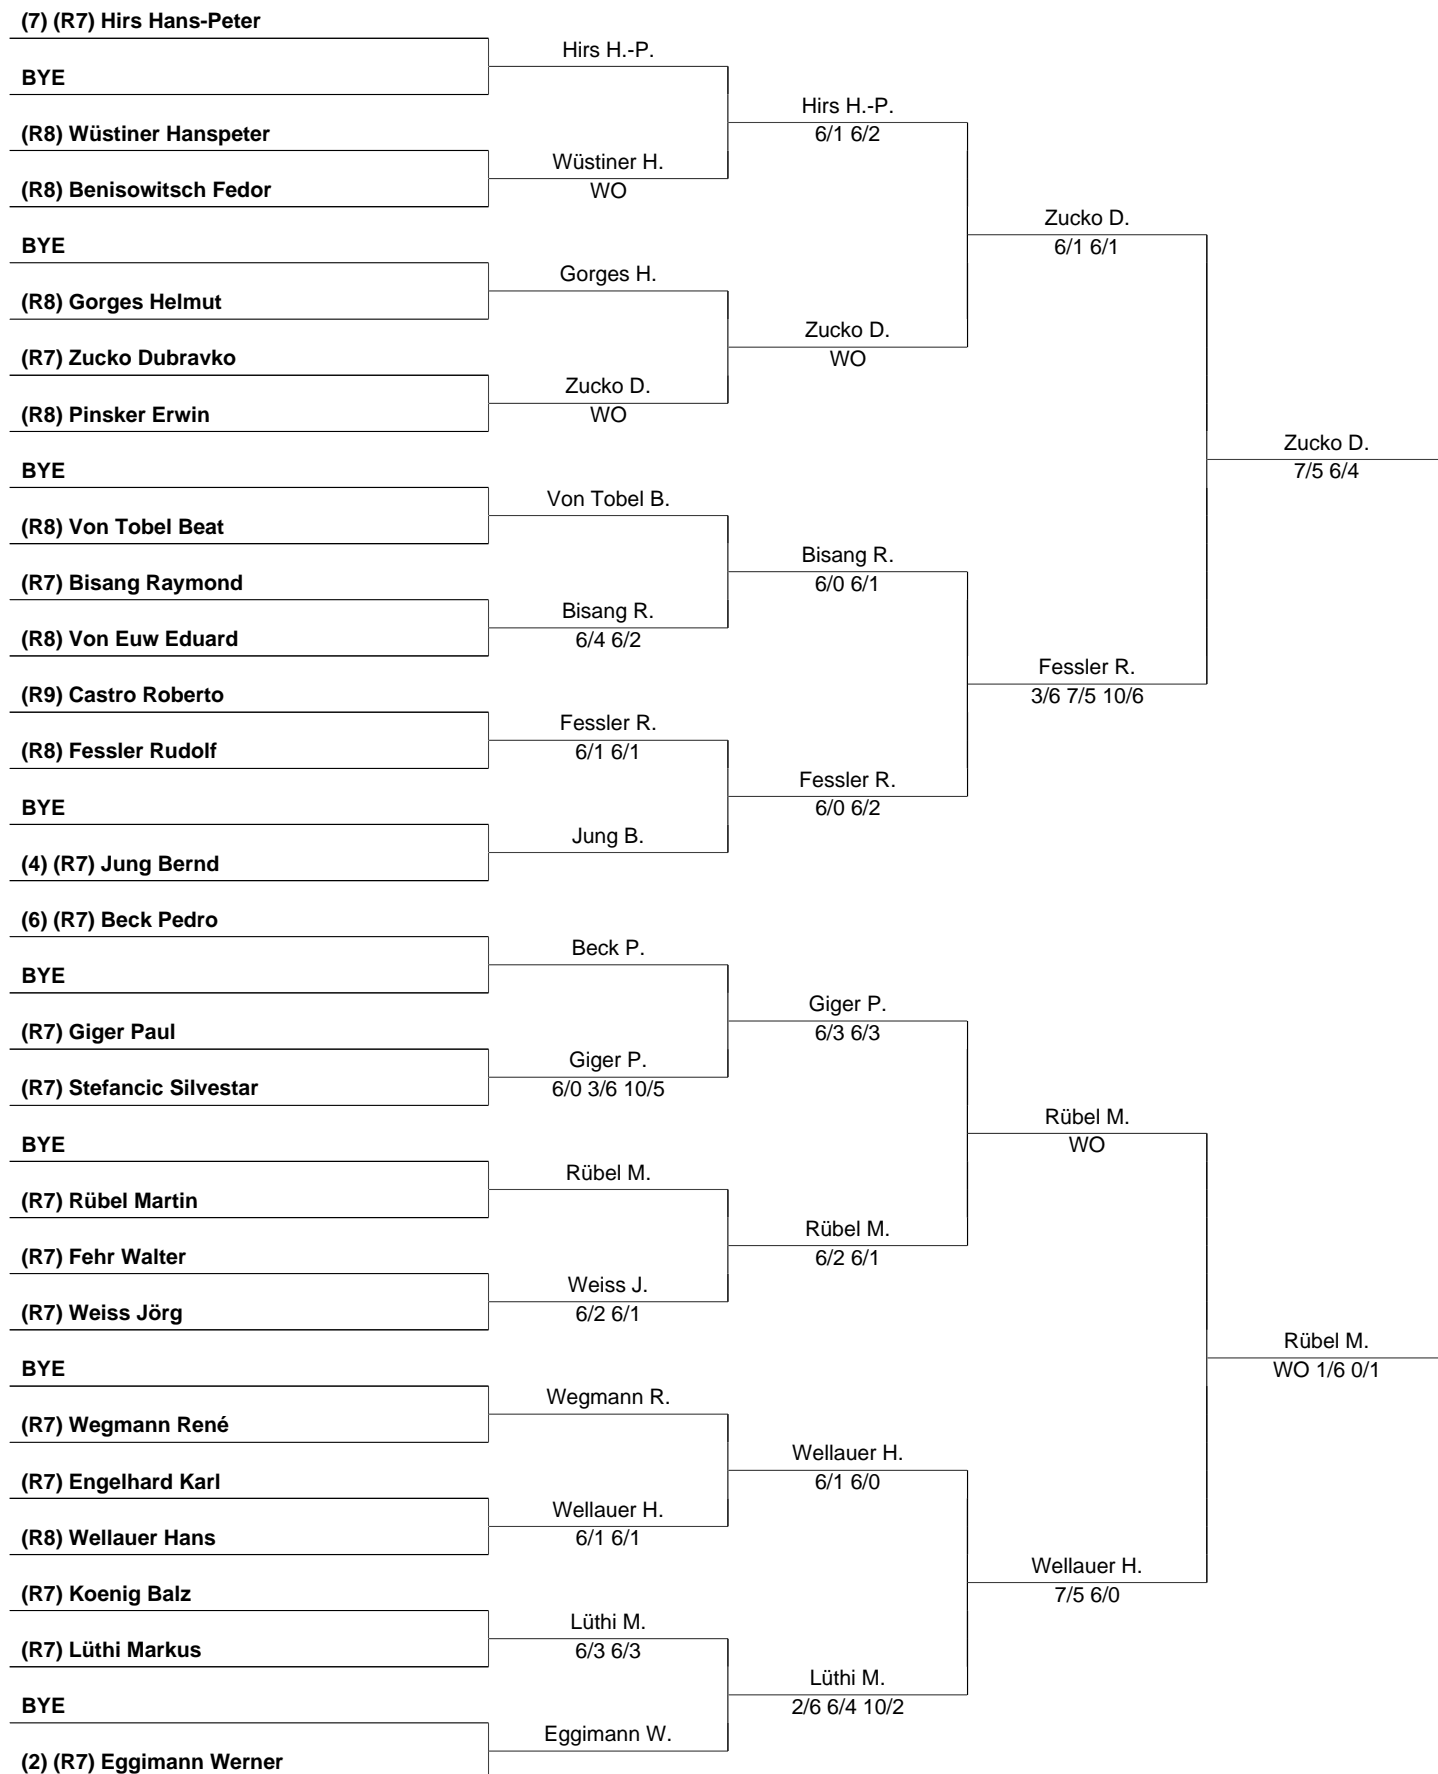 (7) (R7) Hirs Hans-Peter
Hirs H.-P.
BYE
Hirs H.-P.
6/1 6/2
(R8) Wüstiner Hanspeter
Wüstiner H.
WO
(R8) Benisowitsch Fedor
Zucko D.
6/1 6/1
BYE
Gorges H.
(R8) Gorges Helmut
Zucko D.
WO
(R7) Zucko Dubravko
Zucko D.
WO
(R8) Pinsker Erwin
Zucko D.
7/5 6/4
BYE
Von Tobel B.
(R8) Von Tobel Beat
Bisang R.
6/0 6/1
(R7) Bisang Raymond
Bisang R.
6/4 6/2
(R8) Von Euw Eduard
Fessler R.
3/6 7/5 10/6
(R9) Castro Roberto
Fessler R.
6/1 6/1
(R8) Fessler Rudolf
Fessler R.
6/0 6/2
BYE
Jung B.
(4) (R7) Jung Bernd
(6) (R7) Beck Pedro
Beck P.
BYE
Giger P.
6/3 6/3
(R7) Giger Paul
Giger P.
6/0 3/6 10/5
(R7) Stefancic Silvestar
Rübel M.
WO
BYE
Rübel M.
(R7) Rübel Martin
Rübel M.
6/2 6/1
(R7) Fehr Walter
Weiss J.
6/2 6/1
(R7) Weiss Jörg
Rübel M.
WO 1/6 0/1
BYE
Wegmann R.
(R7) Wegmann René
Wellauer H.
6/1 6/0
(R7) Engelhard Karl
Wellauer H.
6/1 6/1
(R8) Wellauer Hans
Wellauer H.
7/5 6/0
(R7) Koenig Balz
Lüthi M.
6/3 6/3
(R7) Lüthi Markus
Lüthi M.
2/6 6/4 10/2
BYE
Eggimann W.
(2) (R7) Eggimann Werner